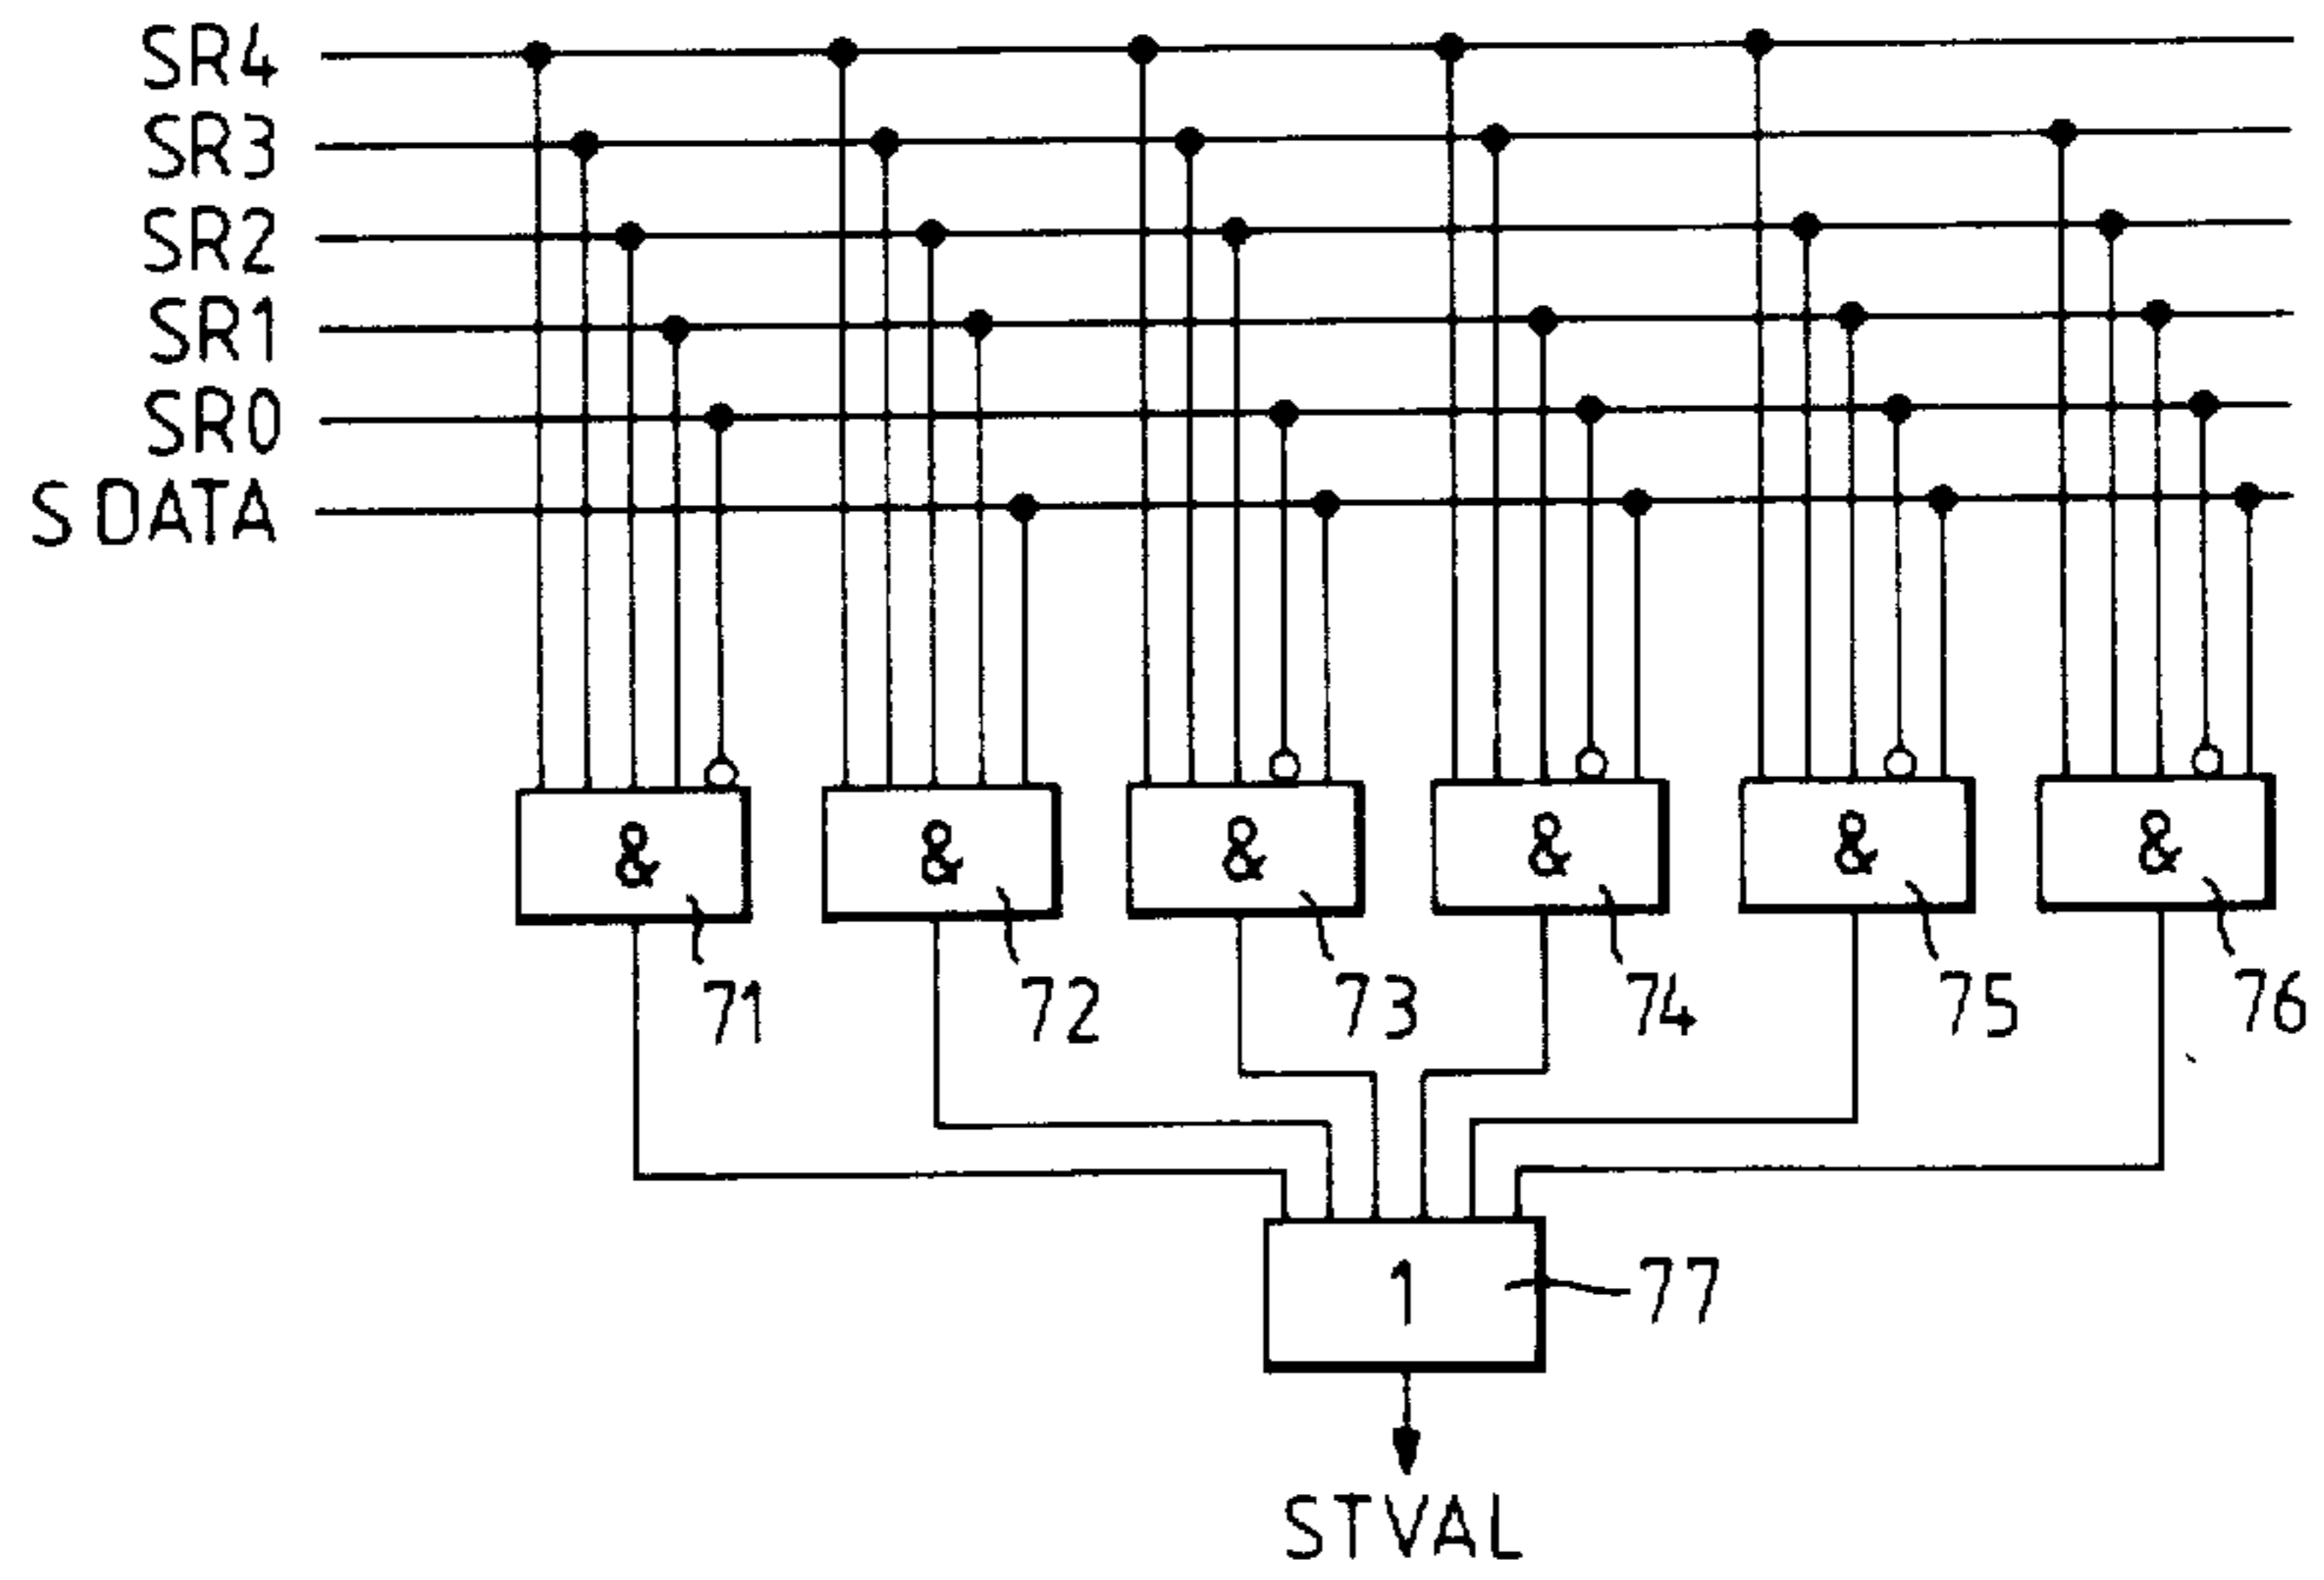 SR4
SR3
SR2
SR1
SR0
S DATA
& & & & & &
71 72 73 74 75 76
1 77
STVAL